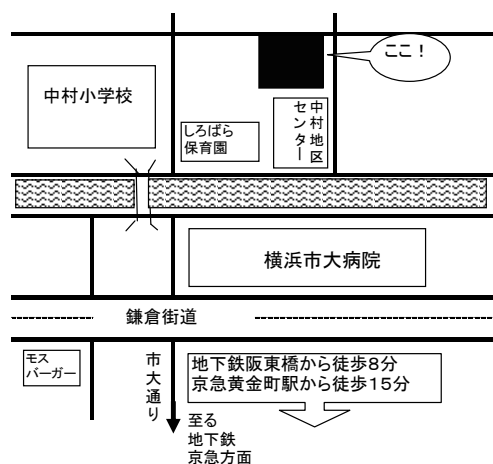 ここ！
中村小学校
しろばら
保育園
中村地区
センター
横浜市大病院
鎌倉街道
モス
バーガー
市大通り
地下鉄阪東橋から徒歩８分
京急黄金町駅から徒歩１５分
至る
地下鉄
京急方面